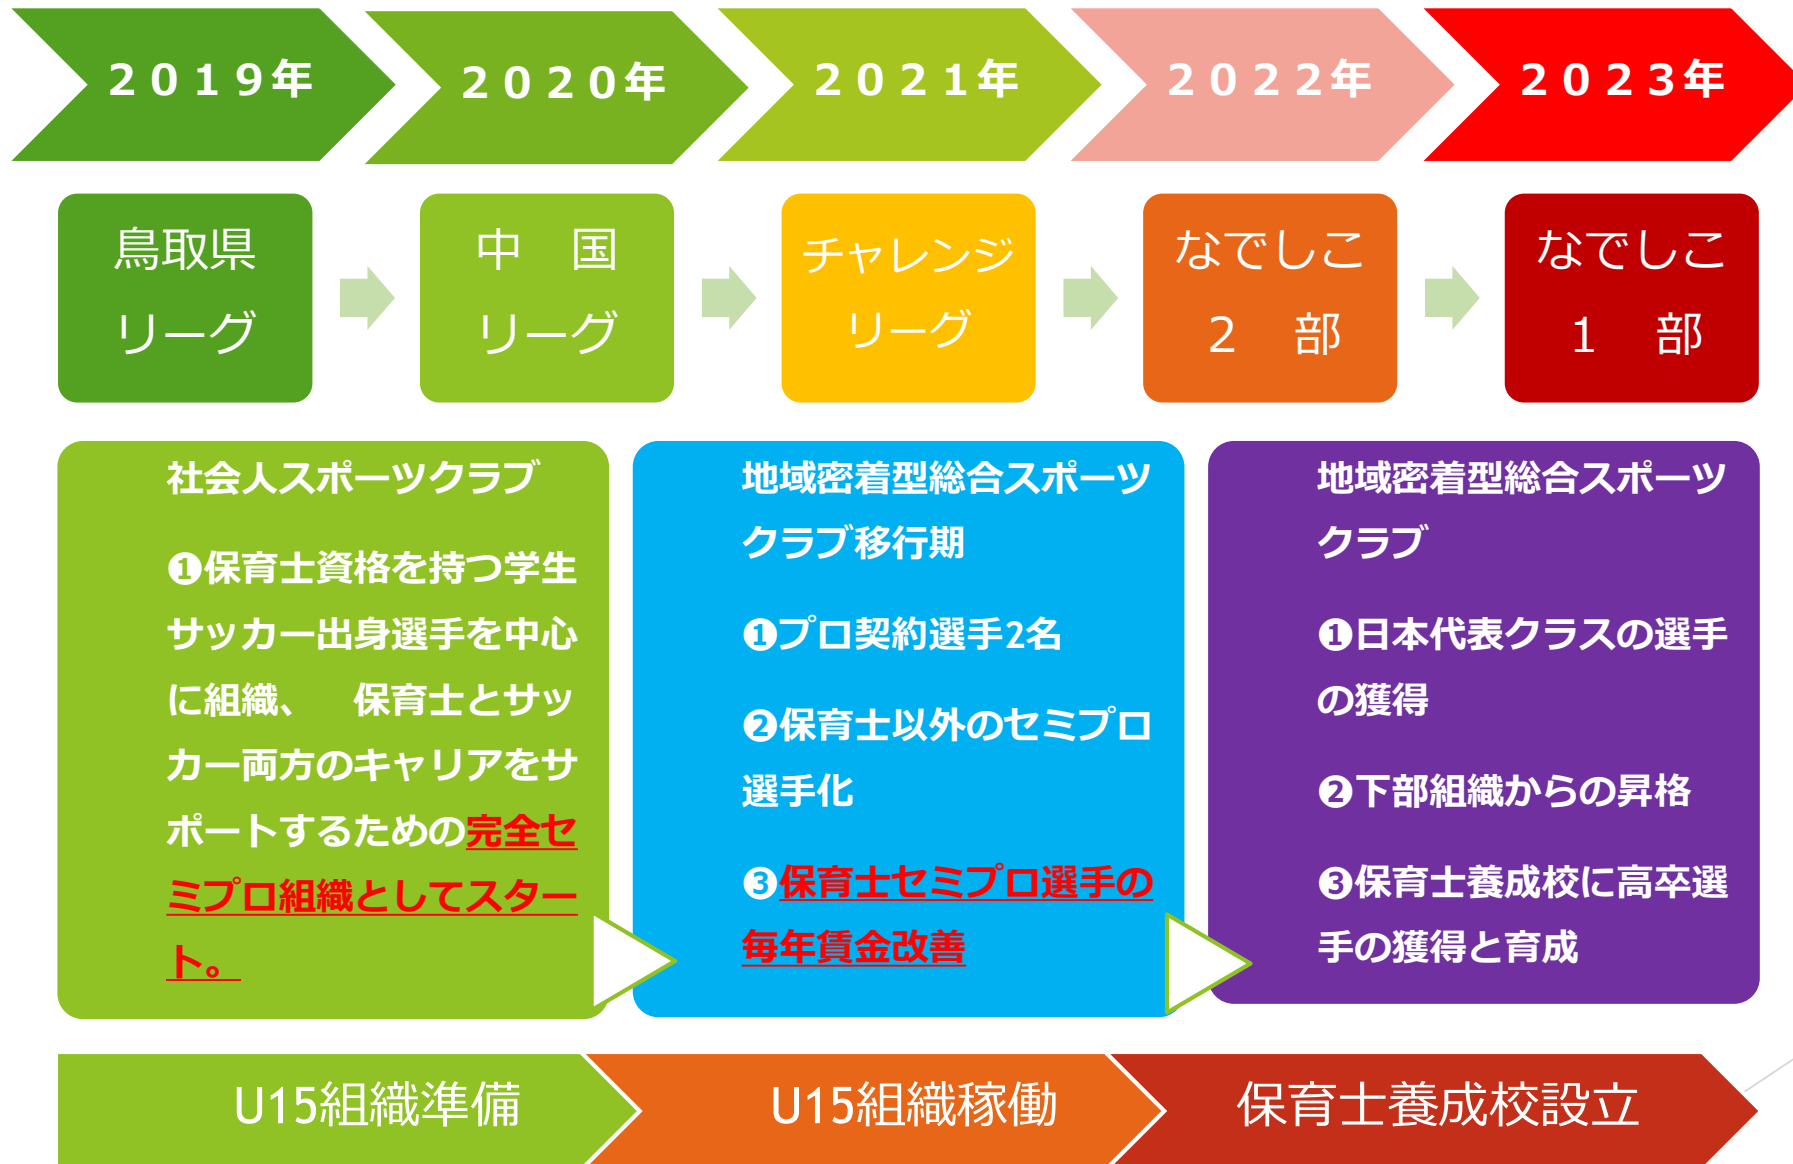 ２０１９年
２０２０年
２０２１年
２０２２年
２０２３年
鳥取県
リーグ
中　国
リーグ
チャレンジ
リーグ
なでしこ
２　部
なでしこ
１　部
社会人スポーツクラブ
❶保育士資格を持つ学生
サッカー出身選手を中心
に組織、　保育士とサッ
カー両方のキャリアをサ
ポートするための完全セ
ミプロ組織としてスター
ト。
地域密着型総合スポーツ
クラブ移行期
❶プロ契約選手2名
❷保育士以外のセミプロ
選手化
❸保育士セミプロ選手の
毎年賃金改善
地域密着型総合スポーツ
クラブ
❶日本代表クラスの選手
の獲得
❷下部組織からの昇格
❸保育士養成校に高卒選
手の獲得と育成
U15組織準備
U15組織稼働
保育士養成校設立